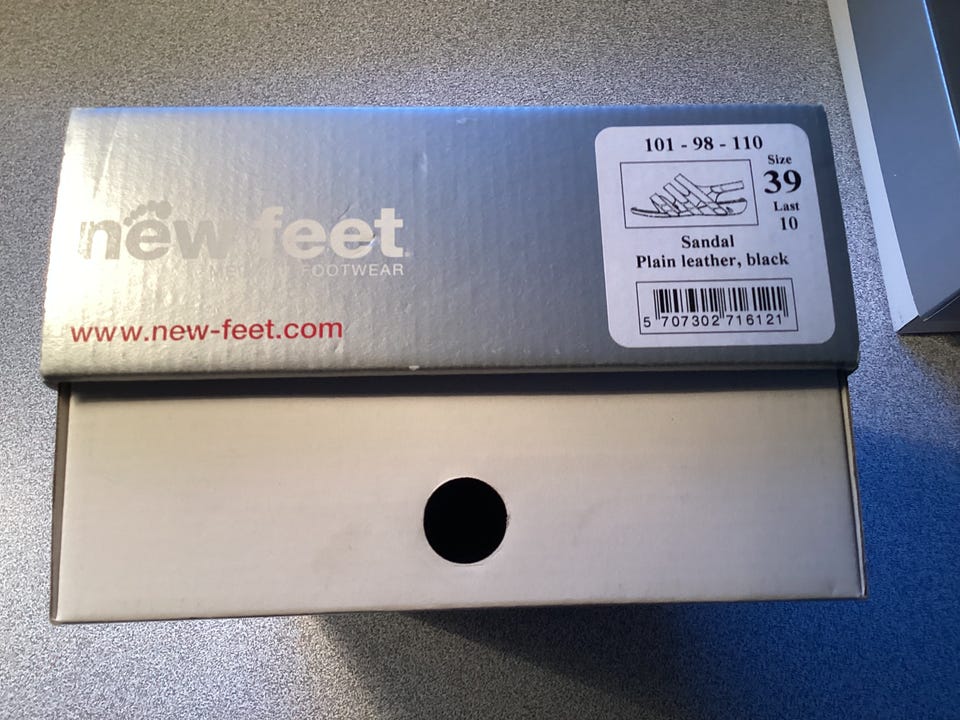 new feet
MEDICAL FOOTWEAR
www.new-feet.com
101 - 98 - 110
Size
39
Last
10
Sandal
Plain leather, black
5 707302 716121